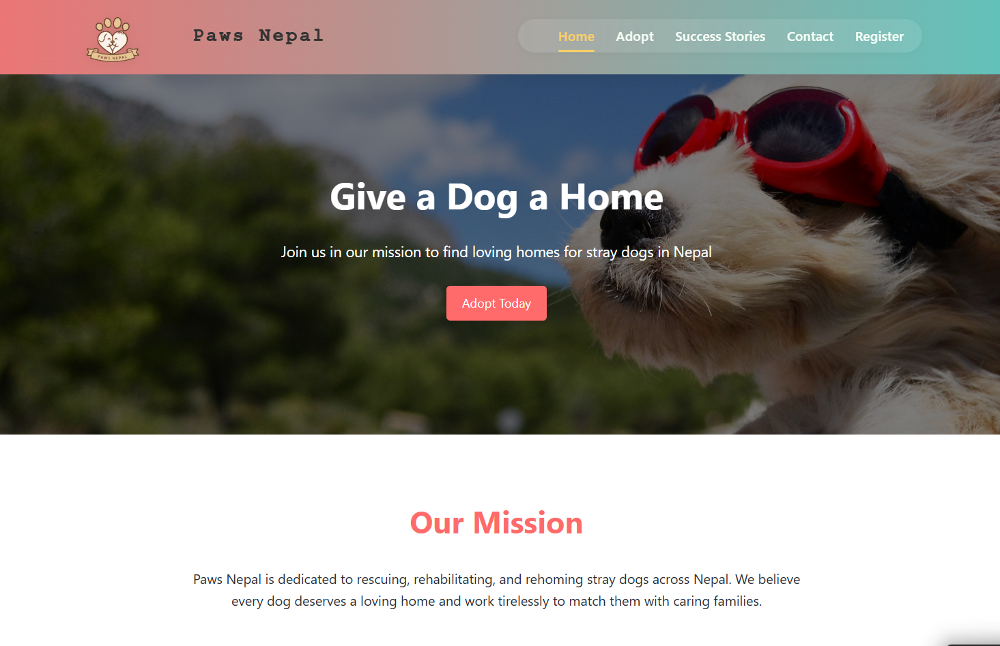 PAWS NEPAL
Paws Nepal
Home Adopt Success Stories Contact Register
Give a Dog a Home
Join us in our mission to find loving homes for stray dogs in Nepal
Adopt Today
Our Mission
Paws Nepal is dedicated to rescuing, rehabilitating, and rehoming stray dogs across Nepal. We believe
every dog deserves a loving home and work tirelessly to match them with caring families.